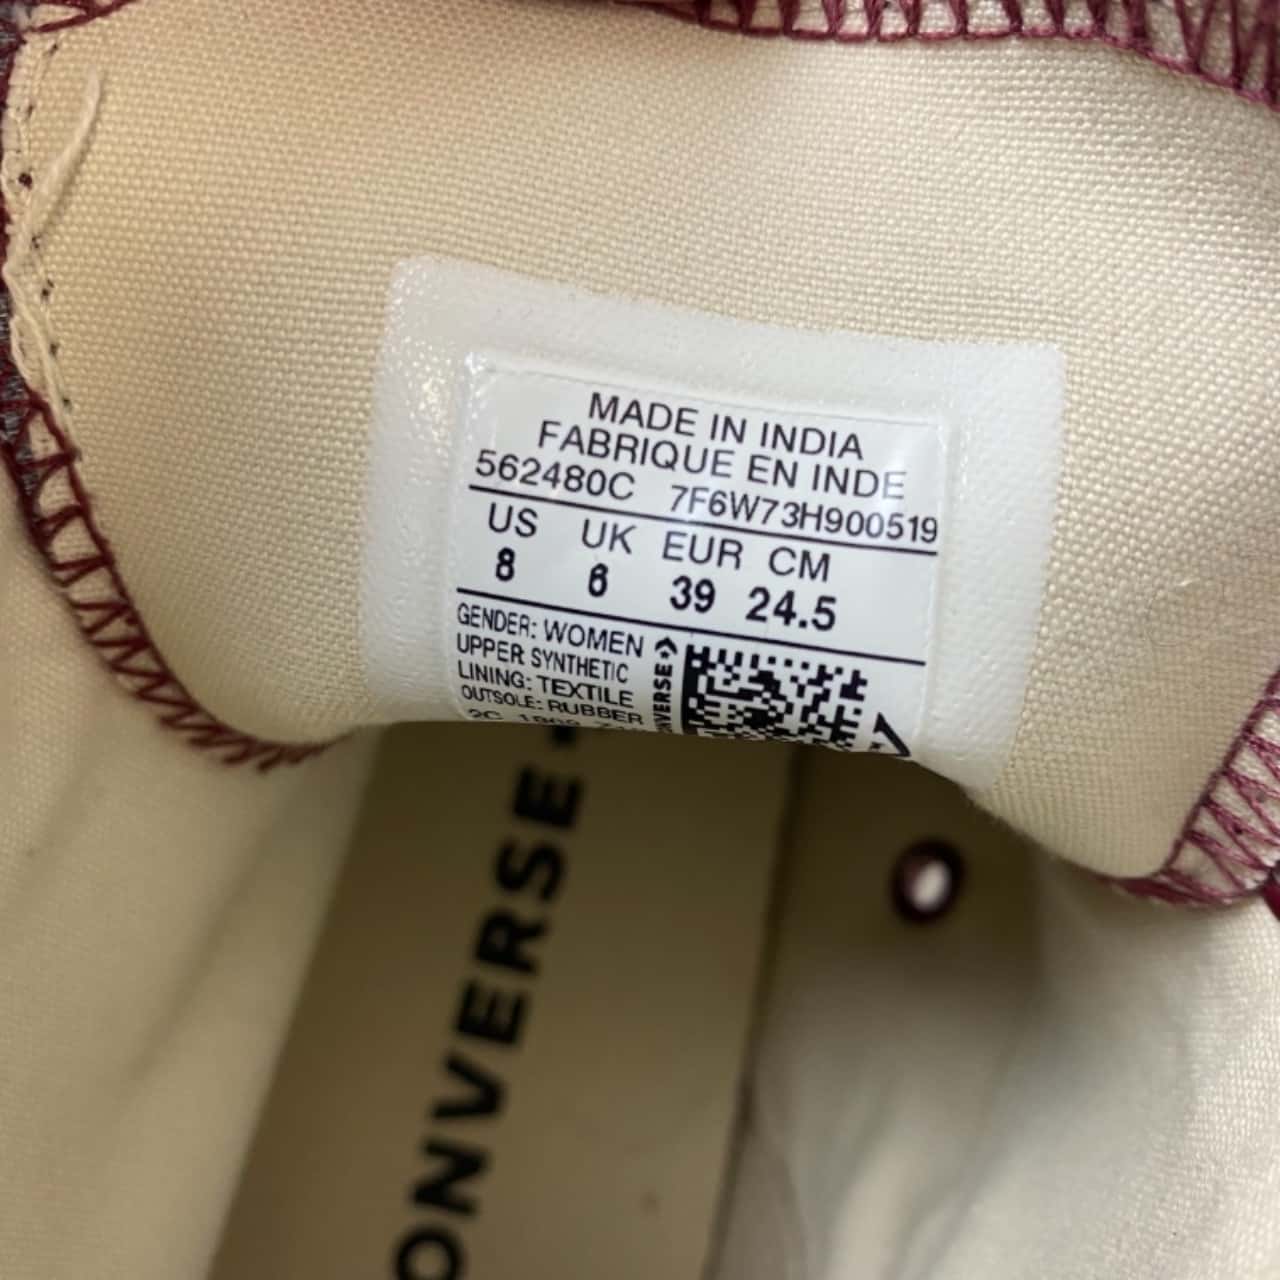 MADE IN INDIA
FABRIQUE EN INDE
562480C 7F6W73H900519
US UK EUR CM
8 6 39 24.5
GENDER: WOMEN
UPPER SYNTHETIC
LINING: TEXTILE
OUTSOLE: RUBBER
CONVERSE
ONVERSE